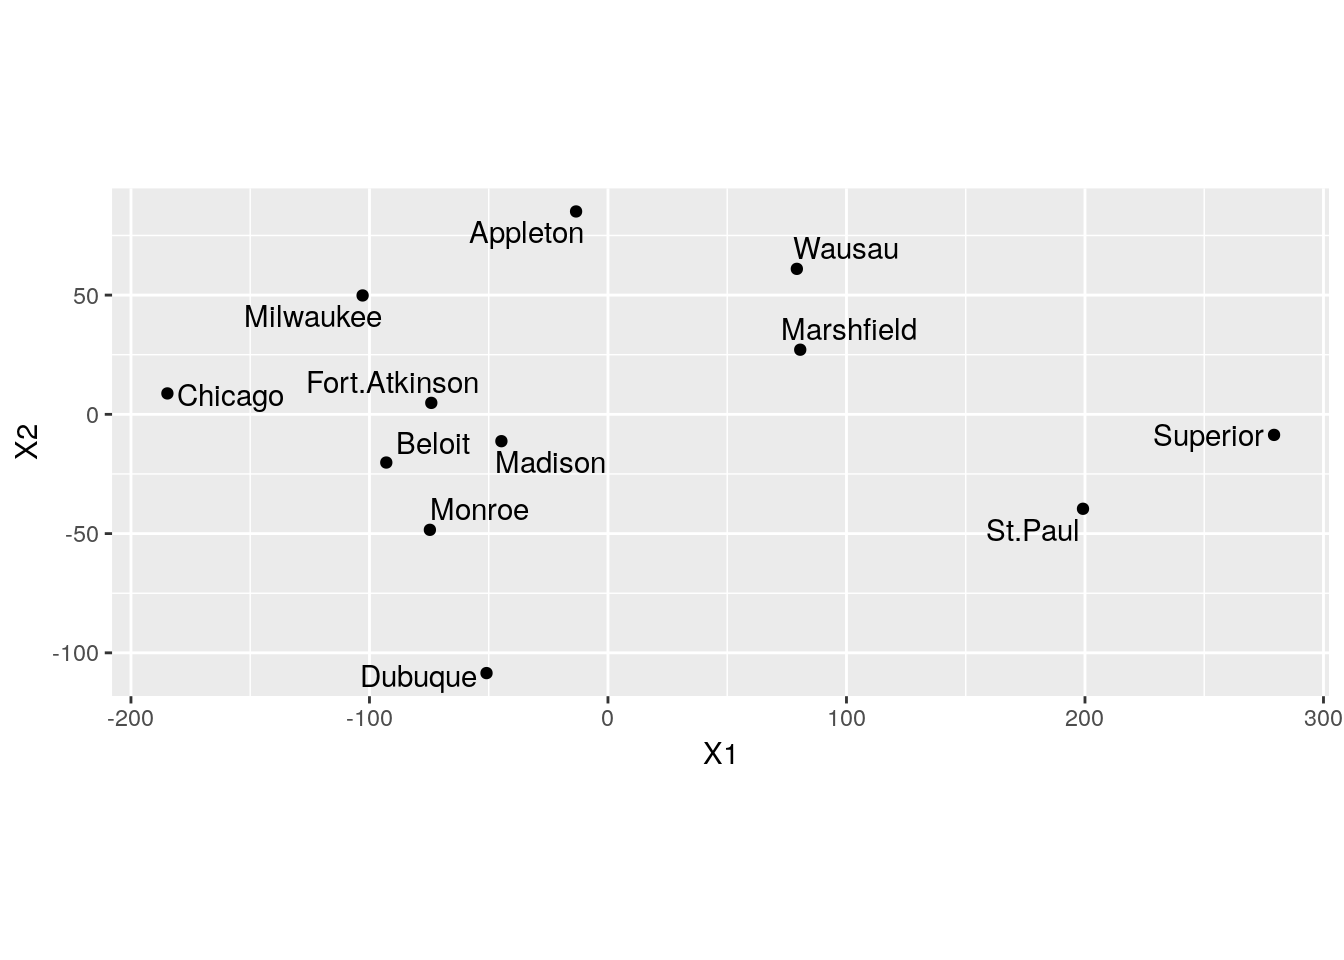 Appleton
Wausau
Milwaukee
Marshfield
Fort.Atkinson
Chicago
Beloit
Madison
Superior
Monroe
St.Paul
Dubuque
50
0
-50
-100
X2
-200
-100
0
100
200
300
X1